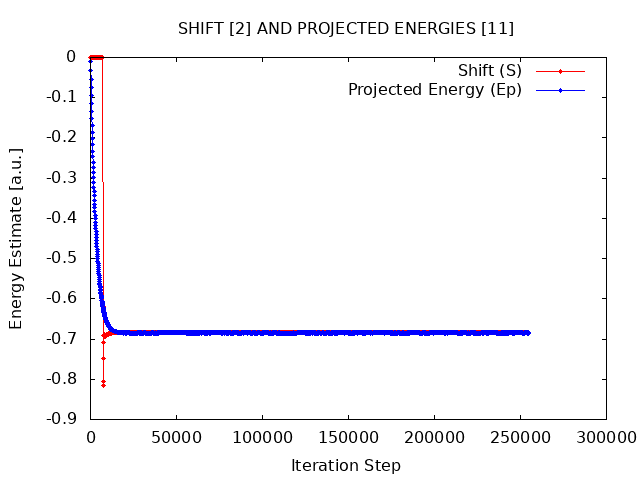 SHIFT [2] AND PROJECTED ENERGIES [11]
Shift (S)
Projected Energy (Ep)
Energy Estimate [a.u.]
0
-0.1
-0.2
-0.3
-0.4
-0.5
-0.6
-0.7
-0.8
-0.9
0 50000 100000 150000 200000 250000 300000
Iteration Step